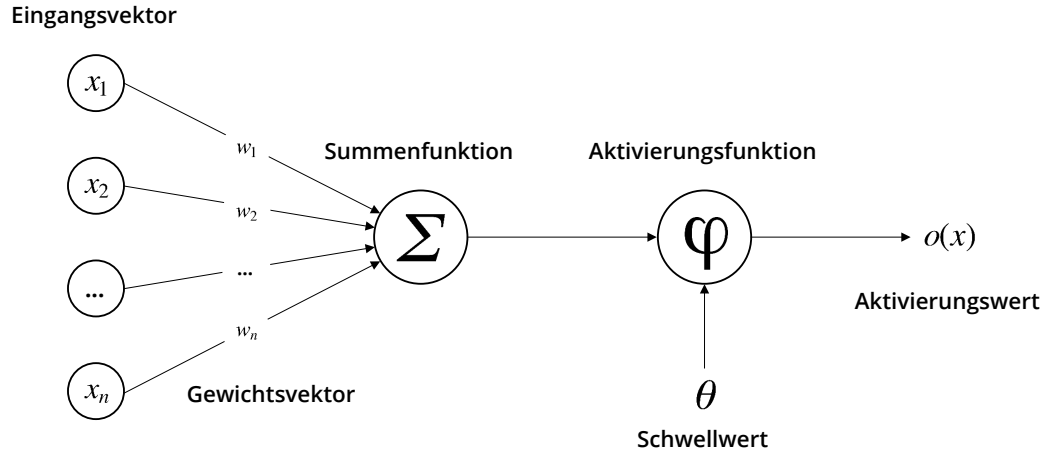 Eingangsvektor
x₁
w₁
Summenfunktion
Aktivierungsfunktion
x₂
w₂
Σ
φ
o(x)
...
...
Aktivierungswert
wₙ
xₙ
Gewichtsvektor
θ
Schwellwert